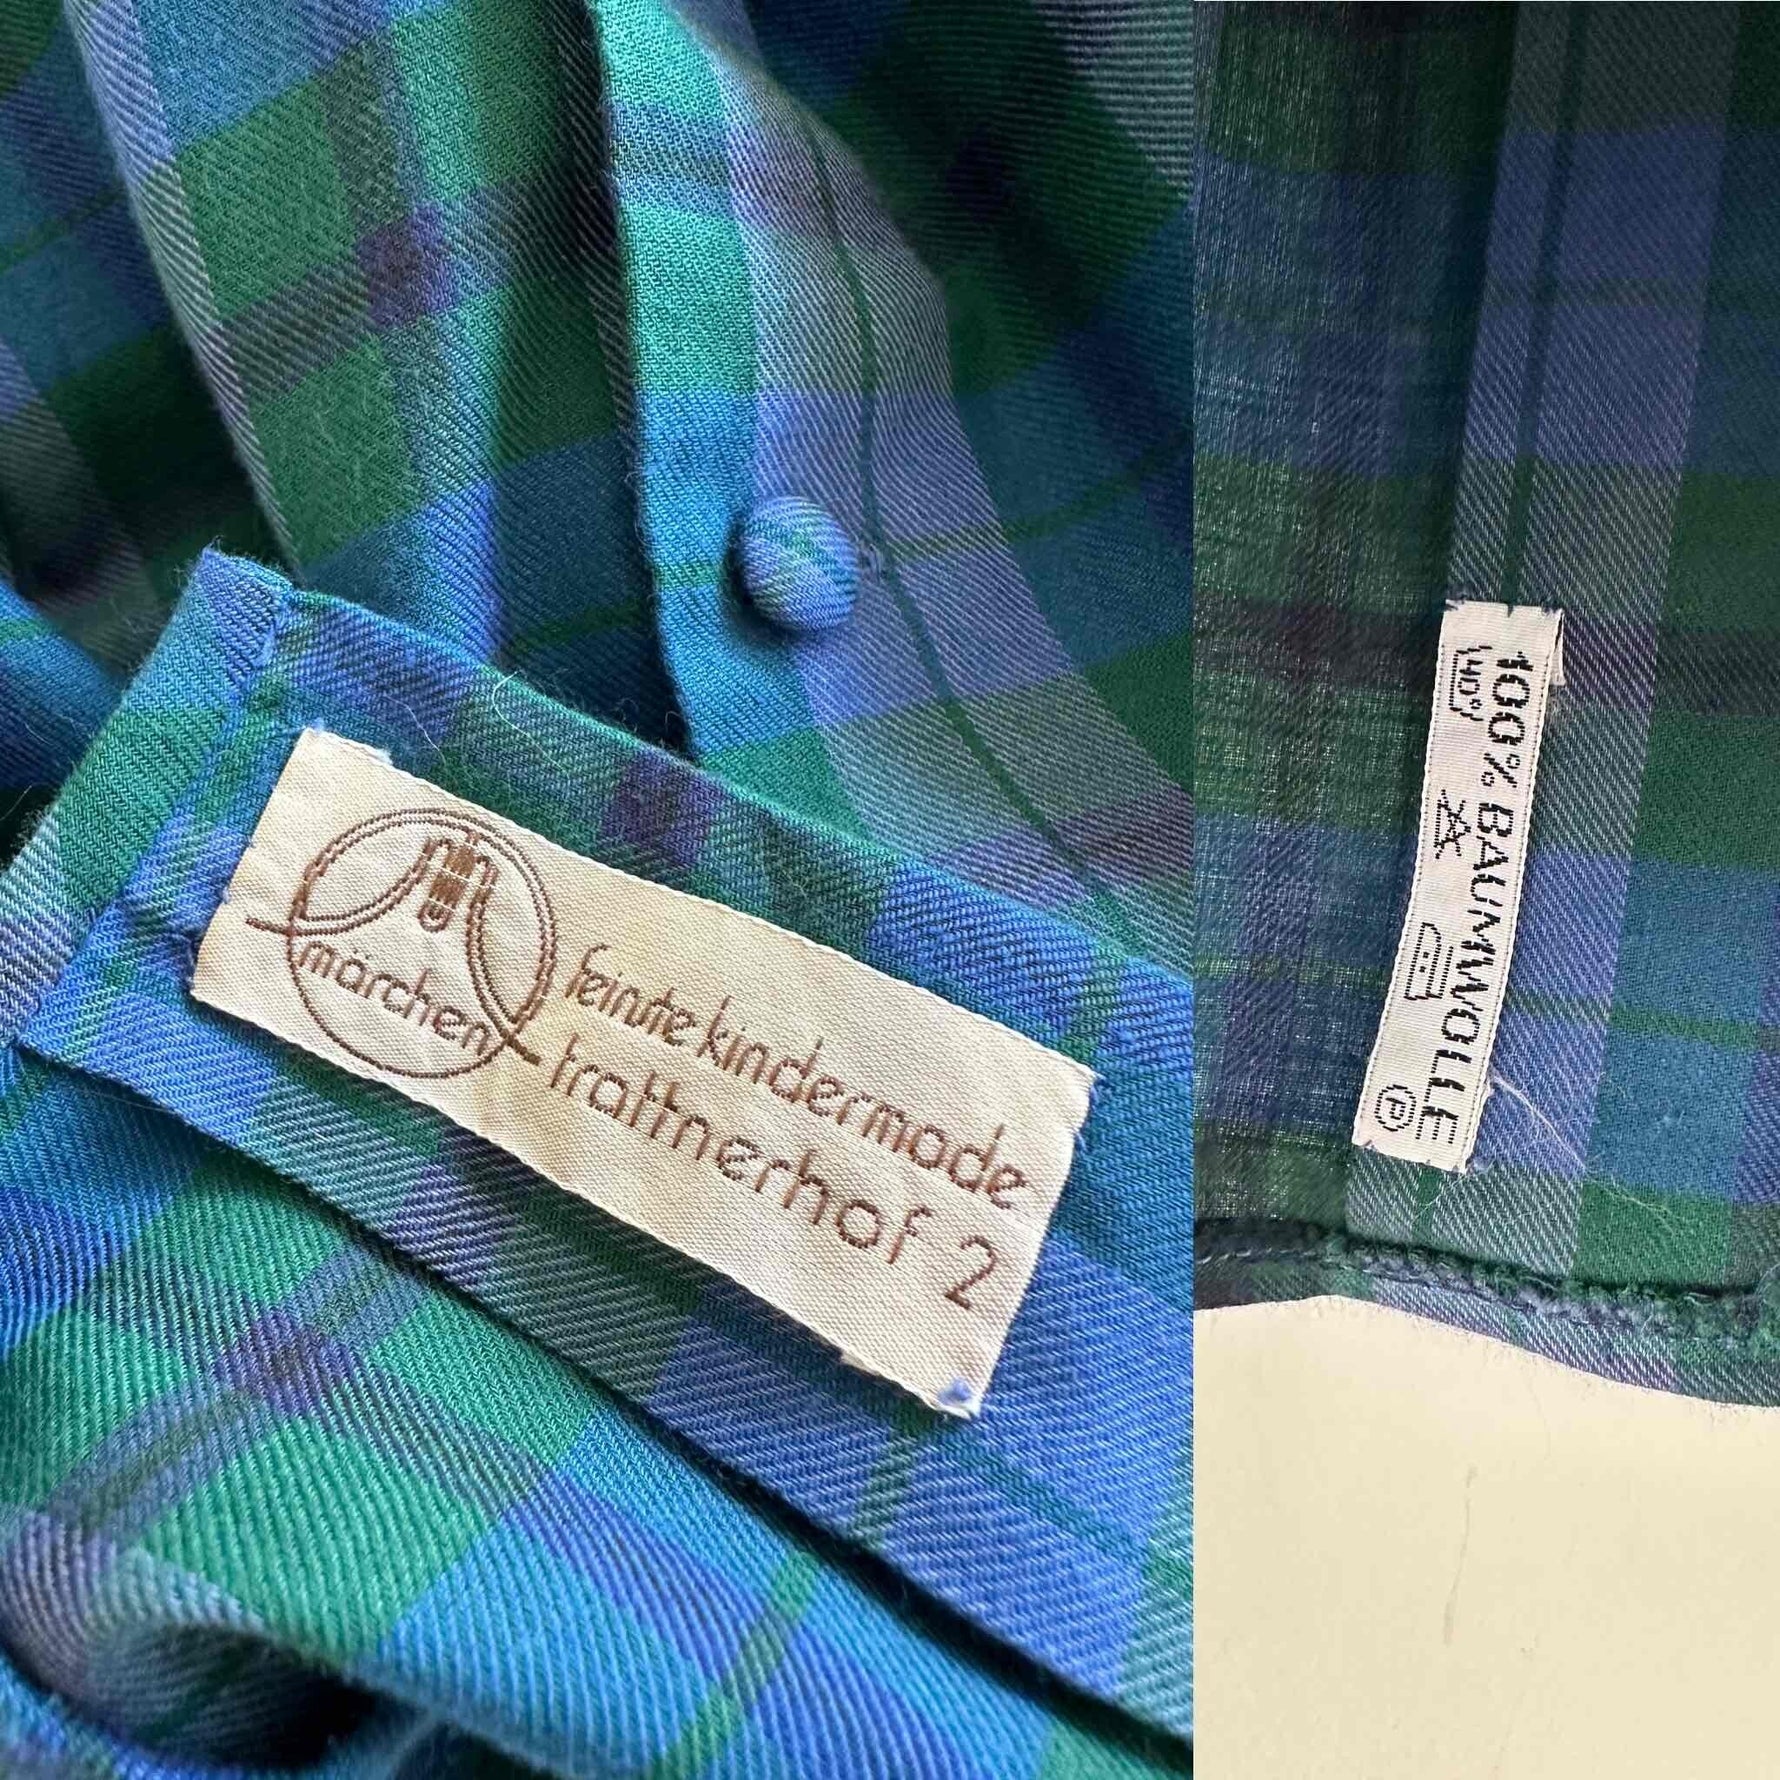 märchen
feinste kindermode
trattnerhof 2
100% BAUMWOLLE
40°
P